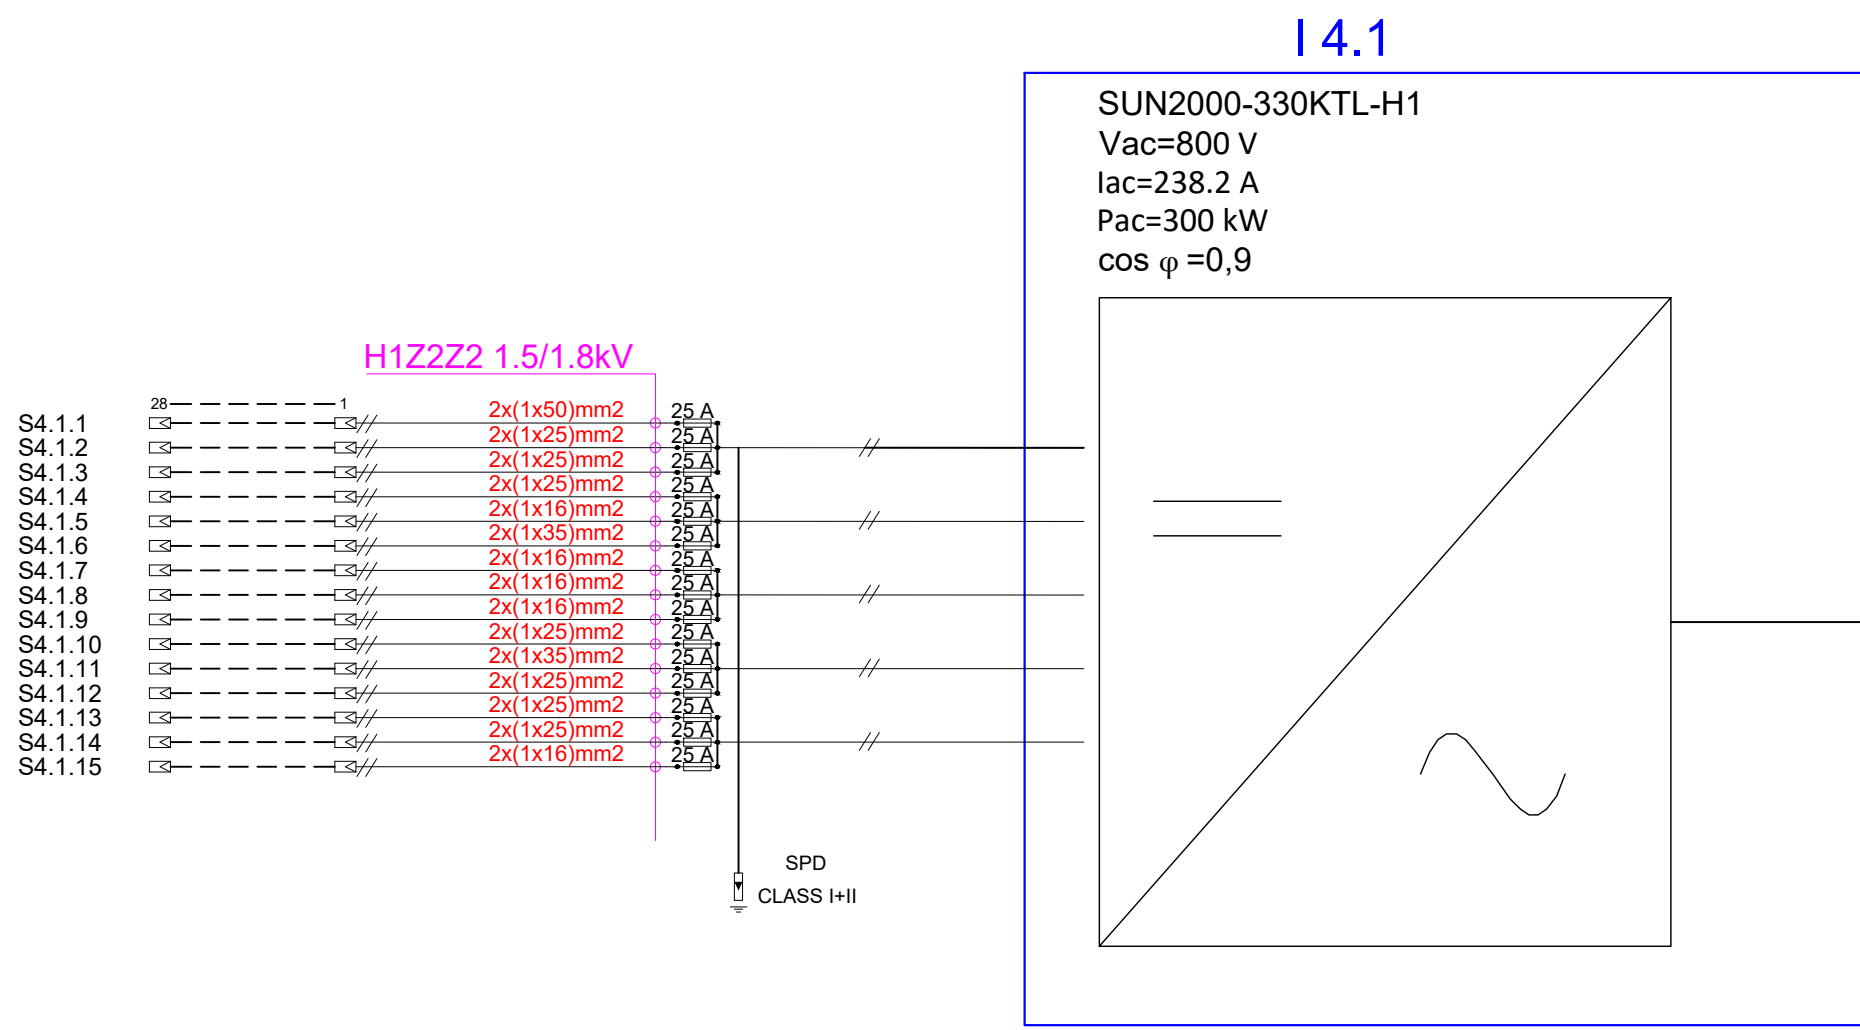 I 4.1
SUN2000-330KTL-H1
Vac=800 V
Iac=238.2 A
Pac=300 kW
cos φ =0,9
H1Z2Z2 1.5/1.8kV
28 1
S4.1.1 2x(1x50)mm2 25 A
S4.1.2 2x(1x25)mm2 25 A
S4.1.3 2x(1x25)mm2 25 A
S4.1.4 2x(1x25)mm2 25 A
S4.1.5 2x(1x16)mm2 25 A
S4.1.6 2x(1x35)mm2 25 A
S4.1.7 2x(1x16)mm2 25 A
S4.1.8 2x(1x16)mm2 25 A
S4.1.9 2x(1x16)mm2 25 A
S4.1.10 2x(1x25)mm2 25 A
S4.1.11 2x(1x35)mm2 25 A
S4.1.12 2x(1x25)mm2 25 A
S4.1.13 2x(1x25)mm2 25 A
S4.1.14 2x(1x25)mm2 25 A
S4.1.15 2x(1x16)mm2 25 A
SPD
CLASS I+II